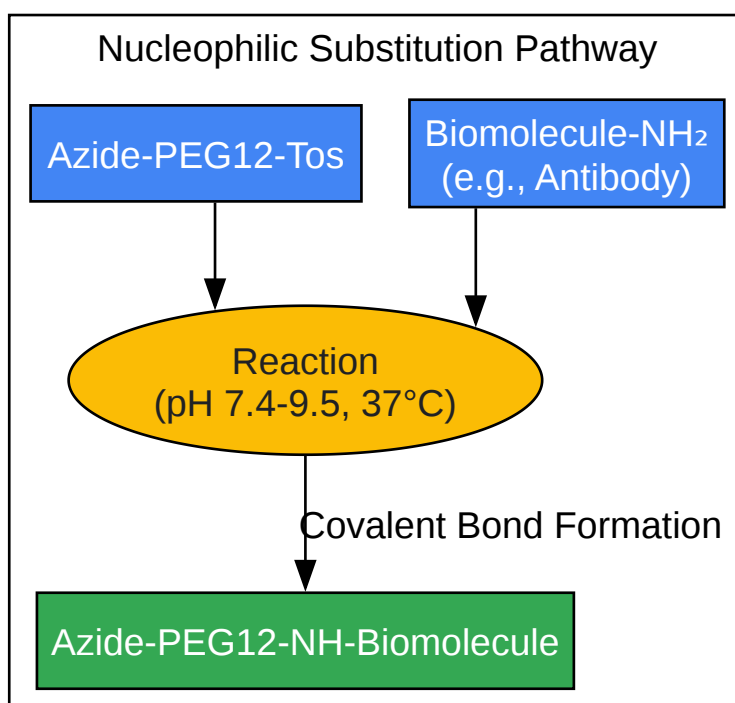 Nucleophilic Substitution Pathway
Azide-PEG12-Tos
Biomolecule-NH₂
(e.g., Antibody)
Reaction
(pH 7.4-9.5, 37°C)
Covalent Bond Formation
Azide-PEG12-NH-Biomolecule